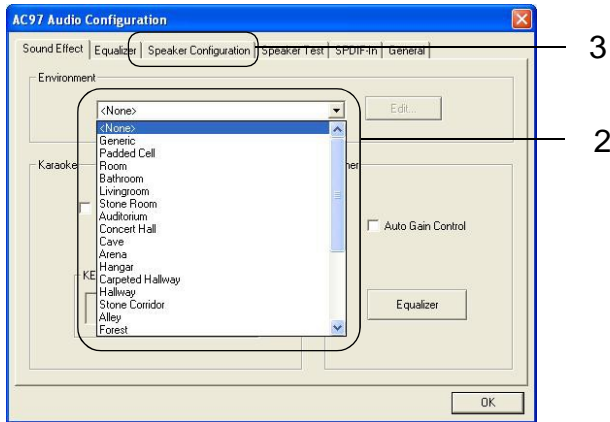 AC97 Audio Configuration
Sound Effect Equalizer Speaker Configuration Speaker Test SPDIF-In General
3
Environment
<None> Edit...
2
<None>
Generic
Padded Cell
Karaoke Room
Bathroom
Livingroom
Stone Room
Auditorium
Auto Gain Control
Concert Hall
Cave
Arena
Hangar
KE Carpeted Hallway
Hallway
Stone Corridor Equalizer
Alley
Forest
OK